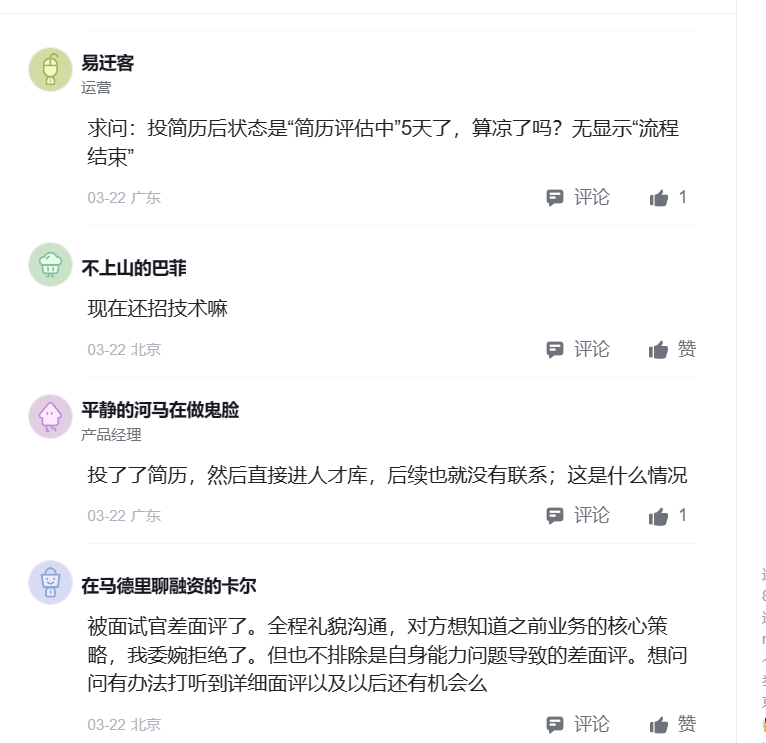 易迁客
运营
求问：投简历后状态是“简历评估中”5天了，算凉了吗？无显示“流程
结束”
03-22 广东 评论 1
不上山的巴菲
现在还招技术嘛
03-22 北京 评论 赞
平静的河马在做鬼脸
产品经理
投了了简历，然后直接进人才库，后续也就没有联系；这是什么情况
03-22 广东 评论 1
在马德里聊融资的卡尔
被面试官差面评了。全程礼貌沟通，对方想知道之前业务的核心策
略，我委婉拒绝了。但也不排除是自身能力问题导致的差面评。想问
问有办法打听到详细面评以及以后还有机会么
03-22 北京 评论 赞